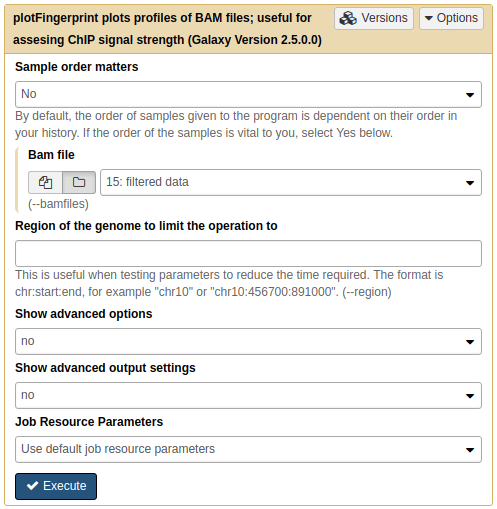 plotFingerprint plots profiles of BAM files; useful for
assesing ChIP signal strength (Galaxy Version 2.5.0.0)
Versions
Options
Sample order matters
No
By default, the order of samples given to the program is dependent on their order in
your history. If the order of the samples is vital to you, select Yes below.
Bam file
15: filtered data
(--bamfiles)
Region of the genome to limit the operation to
This is useful when testing parameters to reduce the time required. The format is
chr:start:end, for example "chr10" or "chr10:456700:891000". (--region)
Show advanced options
no
Show advanced output settings
no
Job Resource Parameters
Use default job resource parameters
Execute